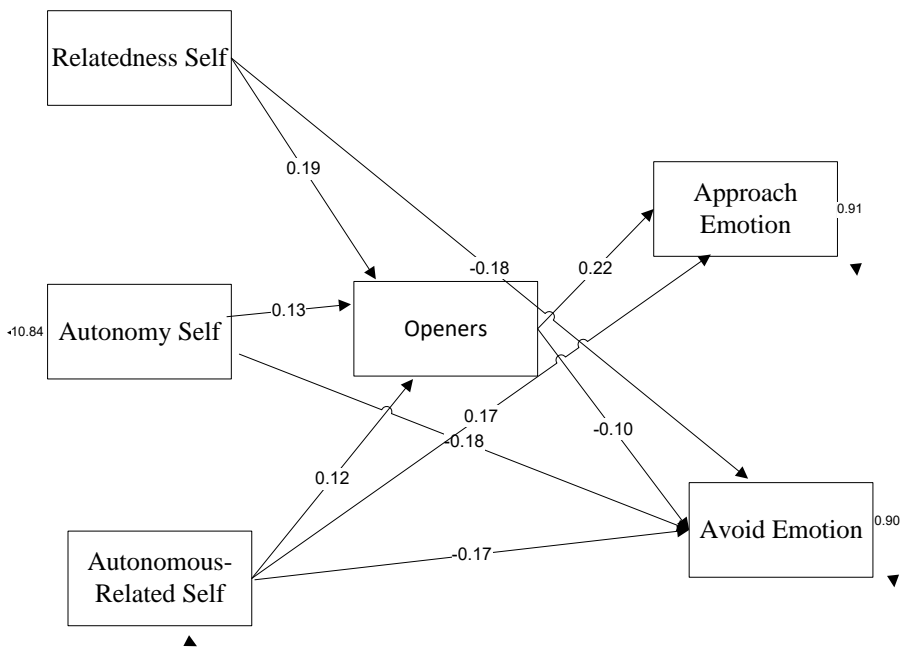 Relatedness Self
0.19
Approach
Emotion
0.91
-0.18
0.22
0.13
Openers
10.84
Autonomy Self
0.17
-0.18
-0.10
0.12
Avoid Emotion
0.90
Autonomous-
Related Self
-0.17